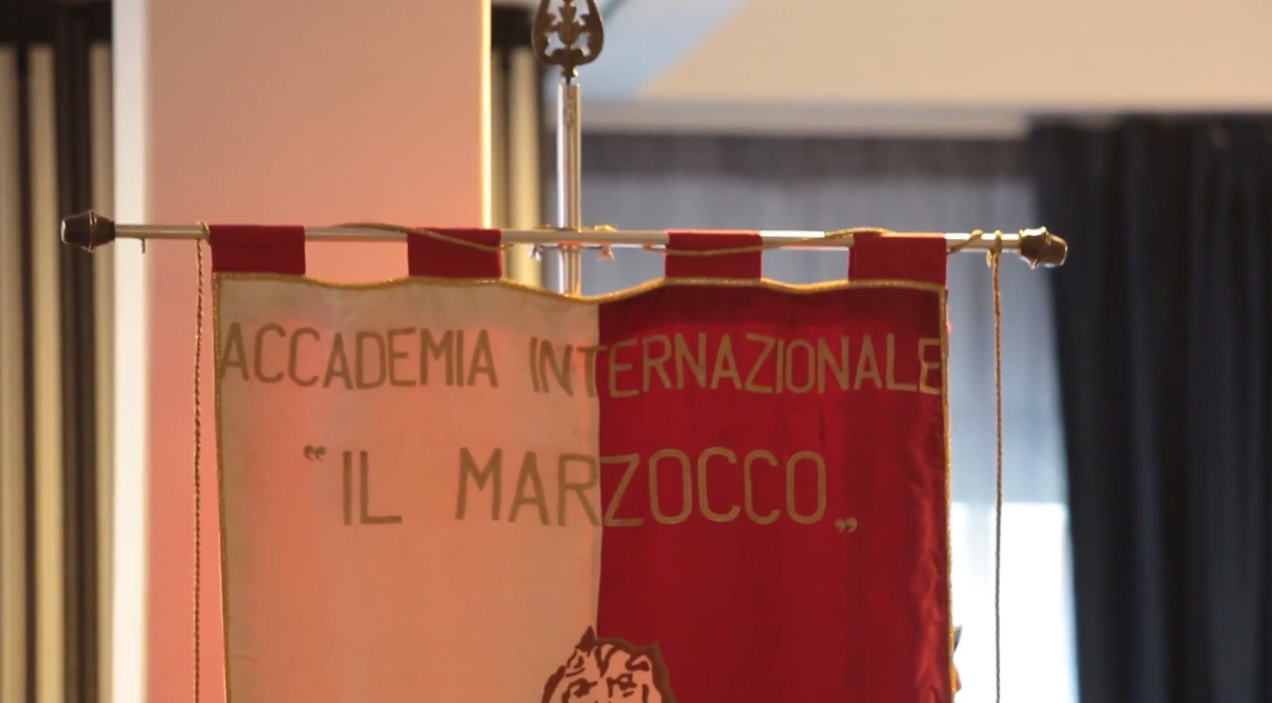 ACCADEMIA INTERNAZIONALE
“IL MARZOCCO„